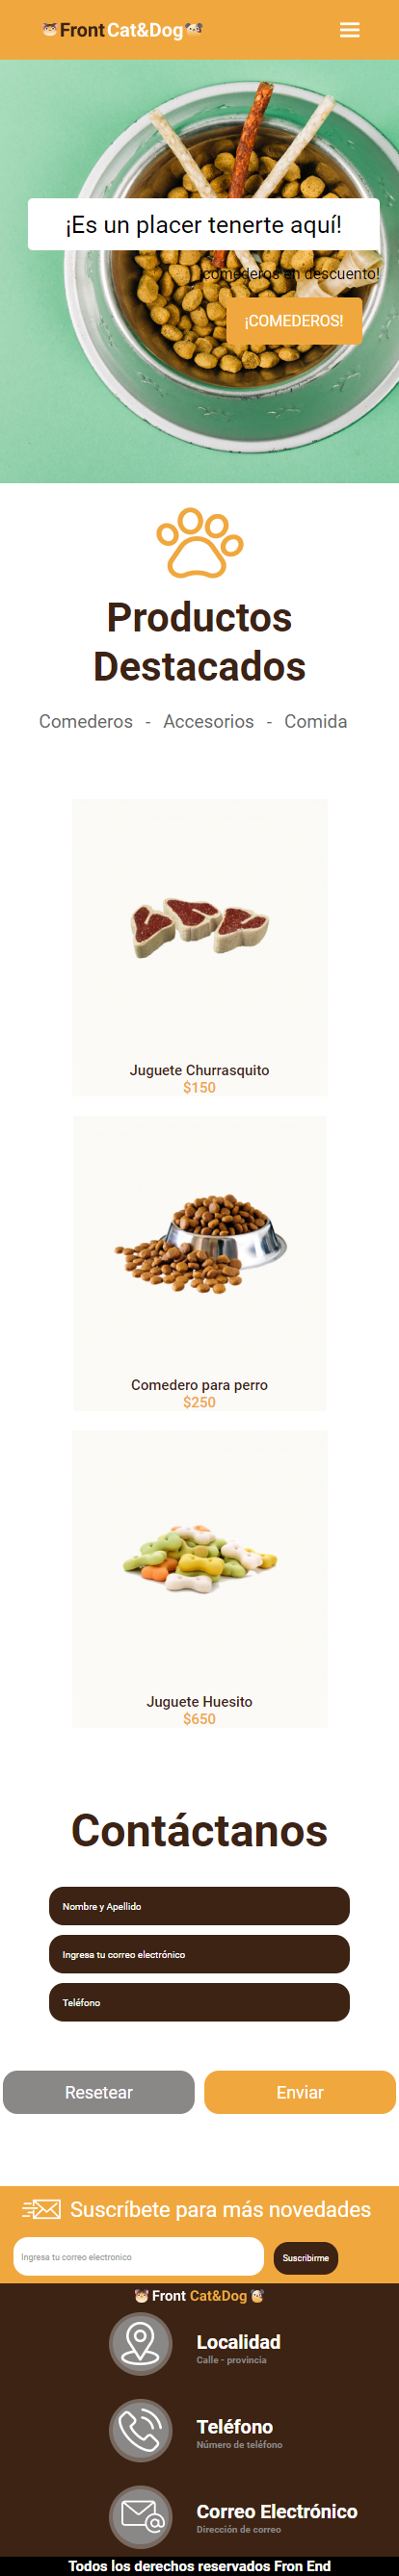 Front Cat&Dog
¡Es un placer tenerte aquí!
comederos en descuento!
¡COMEDEROS!
Productos
Destacados
Comederos - Accesorios - Comida
Juguete Churrasquito
$150
Comedero para perro
$250
Juguete Huesito
$650
Contáctanos
Nombre y Apellido
Ingresa tu correo electrónico
Teléfono
Resetear Enviar
Suscríbete para más novedades
Ingresa tu correo electronico Suscribirme
Front Cat&Dog
Localidad
Calle - provincia
Teléfono
Número de teléfono
Correo Electrónico
Dirección de correo
Todos los derechos reservados Fron End